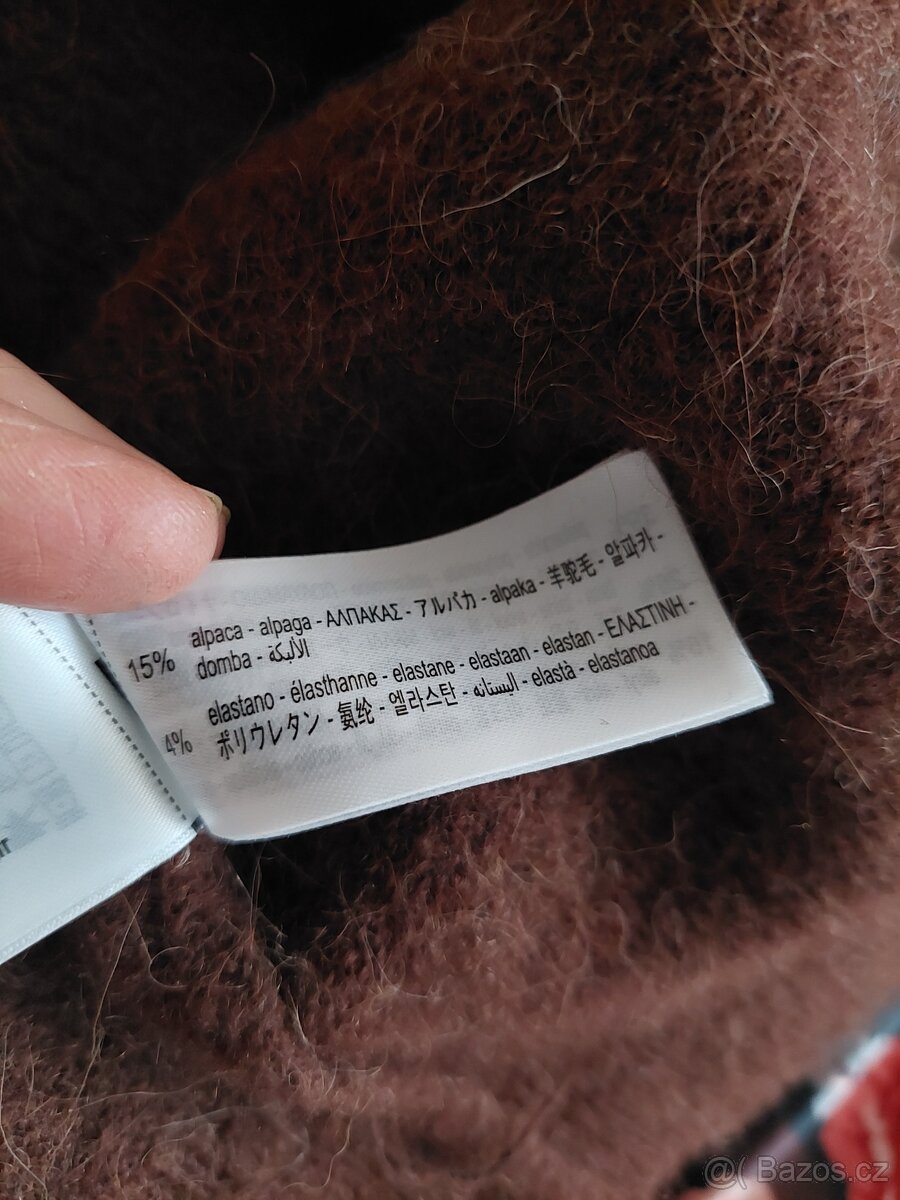 15% alpaca - alpaga - ΑΛΠΑΚΑΣ - アルパカ - alpaka - 羊驼毛 - 알파카 -
domba - الألبكة
4% elastano - élasthanne - elastane - elastaan - elastan - ΕΛΑΣΤΙΝΗ -
ポリウレタン - 氨纶 - 엘라스탄 - اليستانه - elastà - elastanoa
@( Bazos.cz